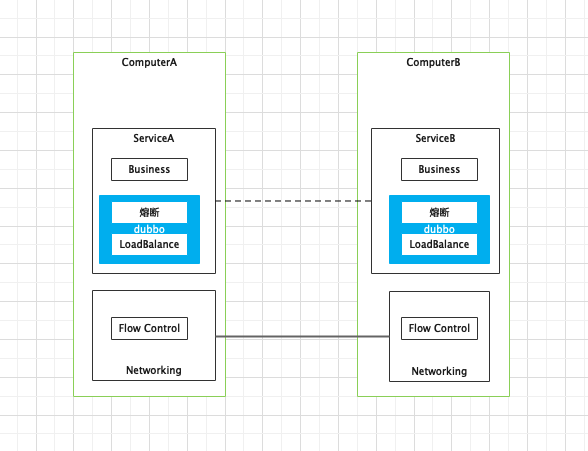 ComputerA
ServiceA
Business
熔断
dubbo
LoadBalance
Flow Control
Networking
ComputerB
ServiceB
Business
熔断
dubbo
LoadBalance
Flow Control
Networking